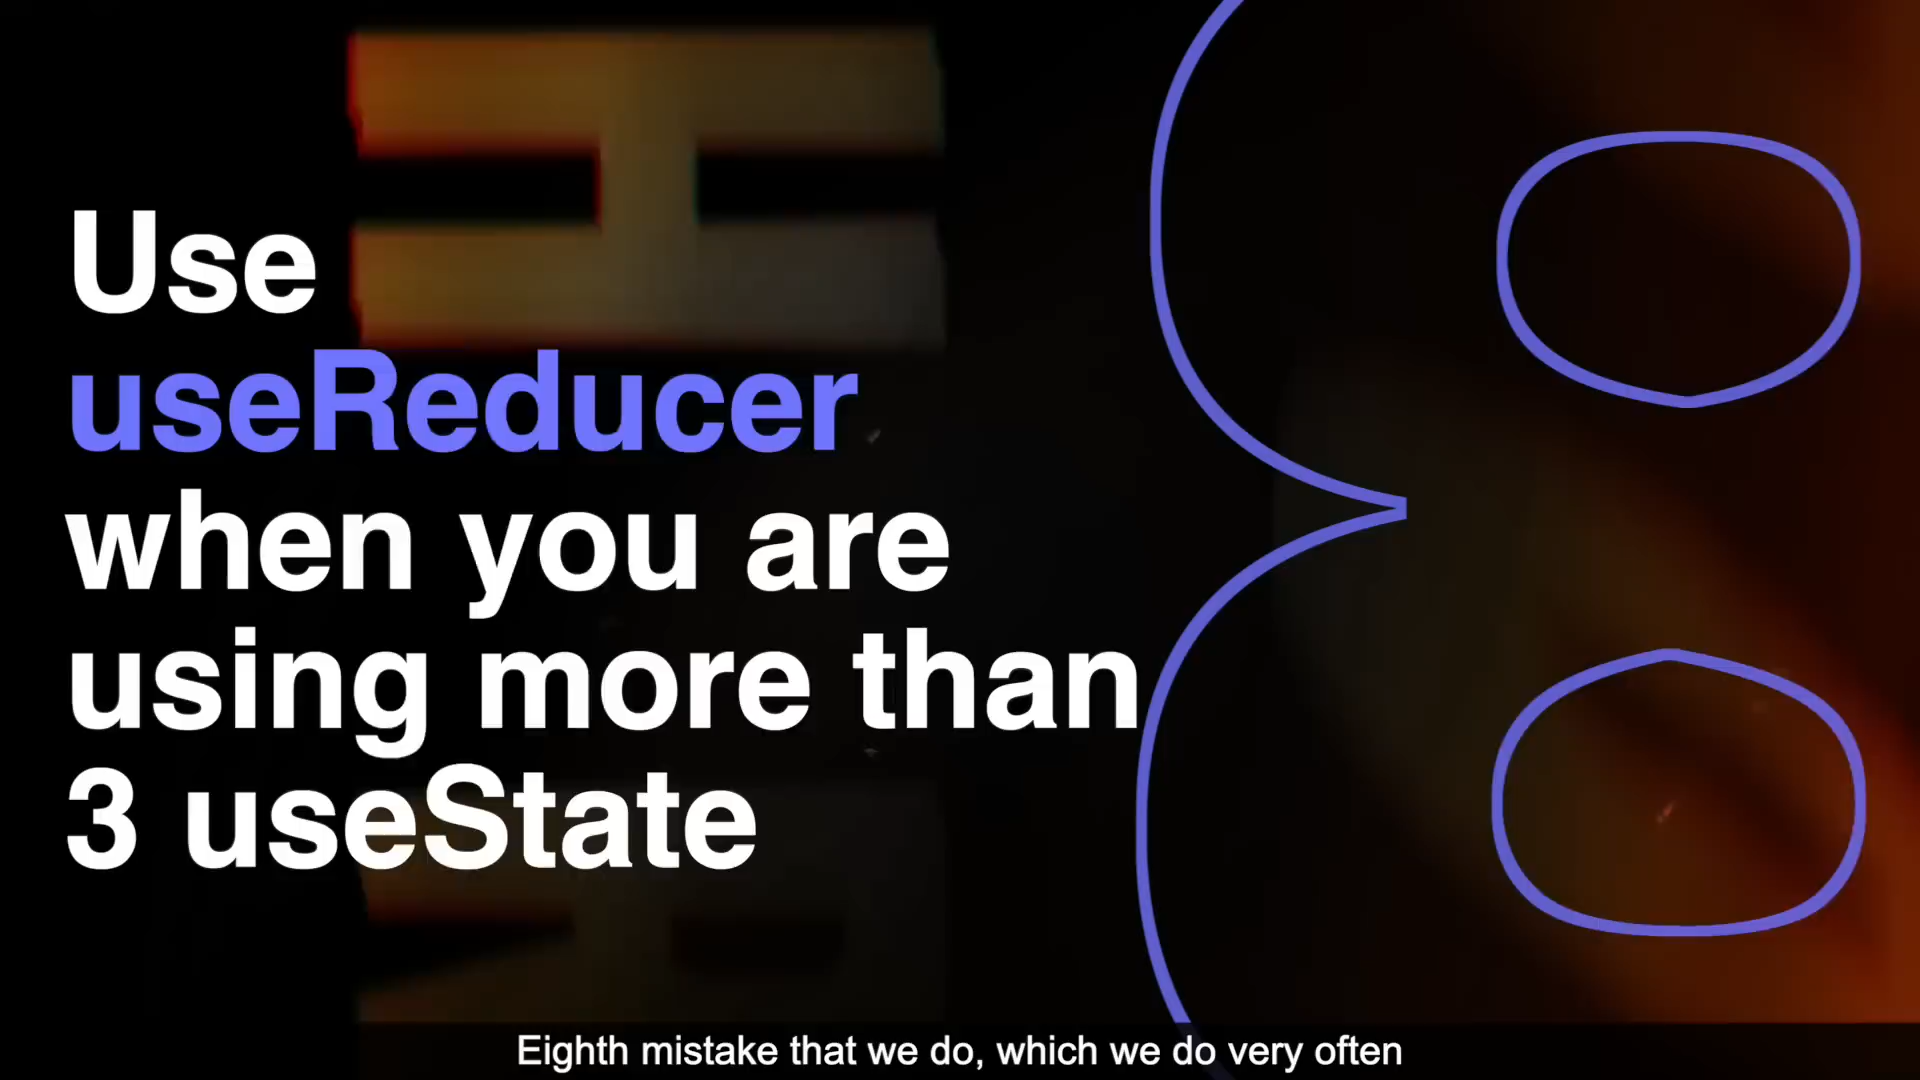 Use
useReducer
when you are
using more than
3 useState
8
Eighth mistake that we do, which we do very often